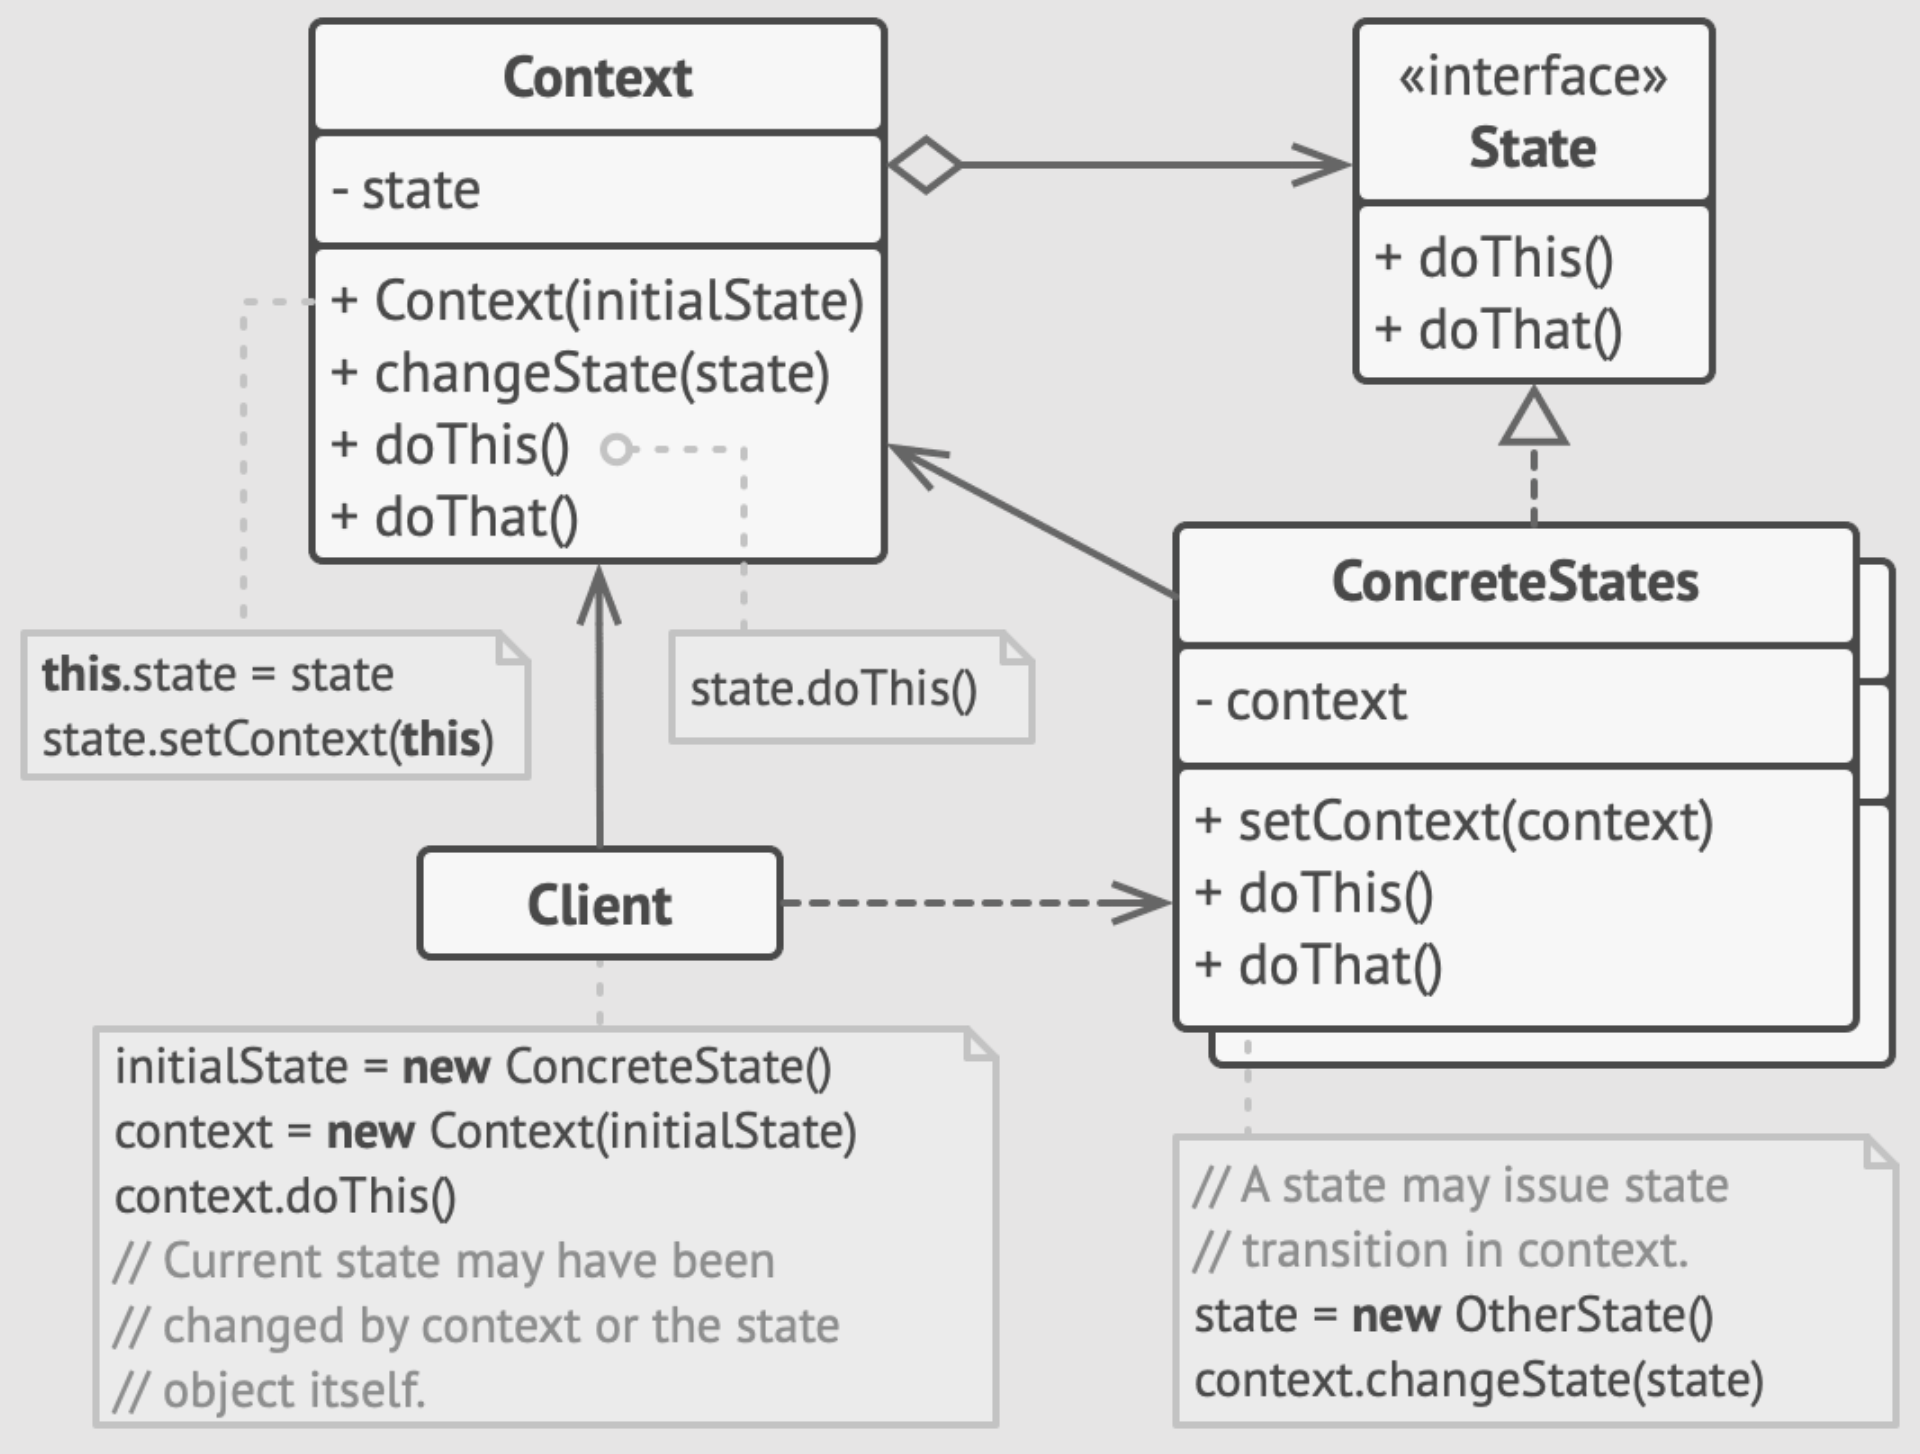 Context
- state
+ Context(initialState)
+ changeState(state)
+ doThis()
+ doThat()
«interface»
State
+ doThis()
+ doThat()
this.state = state
state.setContext(this)
state.doThis()
ConcreteStates
- context
+ setContext(context)
+ doThis()
+ doThat()
Client
initialState = new ConcreteState()
context = new Context(initialState)
context.doThis()
// Current state may have been
// changed by context or the state
// object itself.
// A state may issue state
// transition in context.
state = new OtherState()
context.changeState(state)